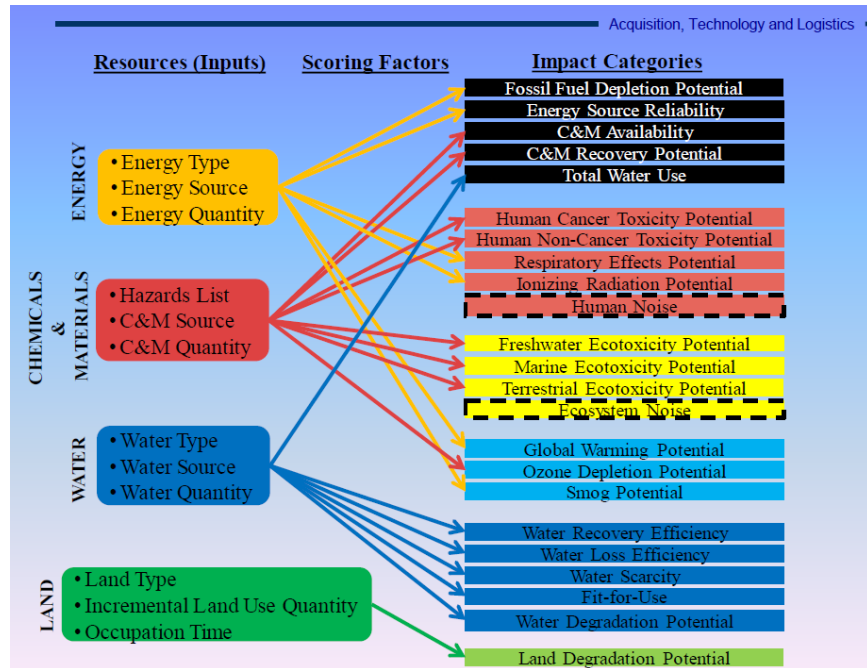 Acquisition, Technology and Logistics
Resources (Inputs)
Scoring Factors
Impact Categories
ENERGY
• Energy Type
• Energy Source
• Energy Quantity
CHEMICALS
&
MATERIALS
• Hazards List
• C&M Source
• C&M Quantity
WATER
• Water Type
• Water Source
• Water Quantity
LAND
• Land Type
• Incremental Land Use Quantity
• Occupation Time
Fossil Fuel Depletion Potential
Energy Source Reliability
C&M Availability
C&M Recovery Potential
Total Water Use
Human Cancer Toxicity Potential
Human Non-Cancer Toxicity Potential
Respiratory Effects Potential
Ionizing Radiation Potential
Human Noise
Freshwater Ecotoxicity Potential
Marine Ecotoxicity Potential
Terrestrial Ecotoxicity Potential
Ecosystem Noise
Global Warming Potential
Ozone Depletion Potential
Smog Potential
Water Recovery Efficiency
Water Loss Efficiency
Water Scarcity
Fit-for-Use
Water Degradation Potential
Land Degradation Potential